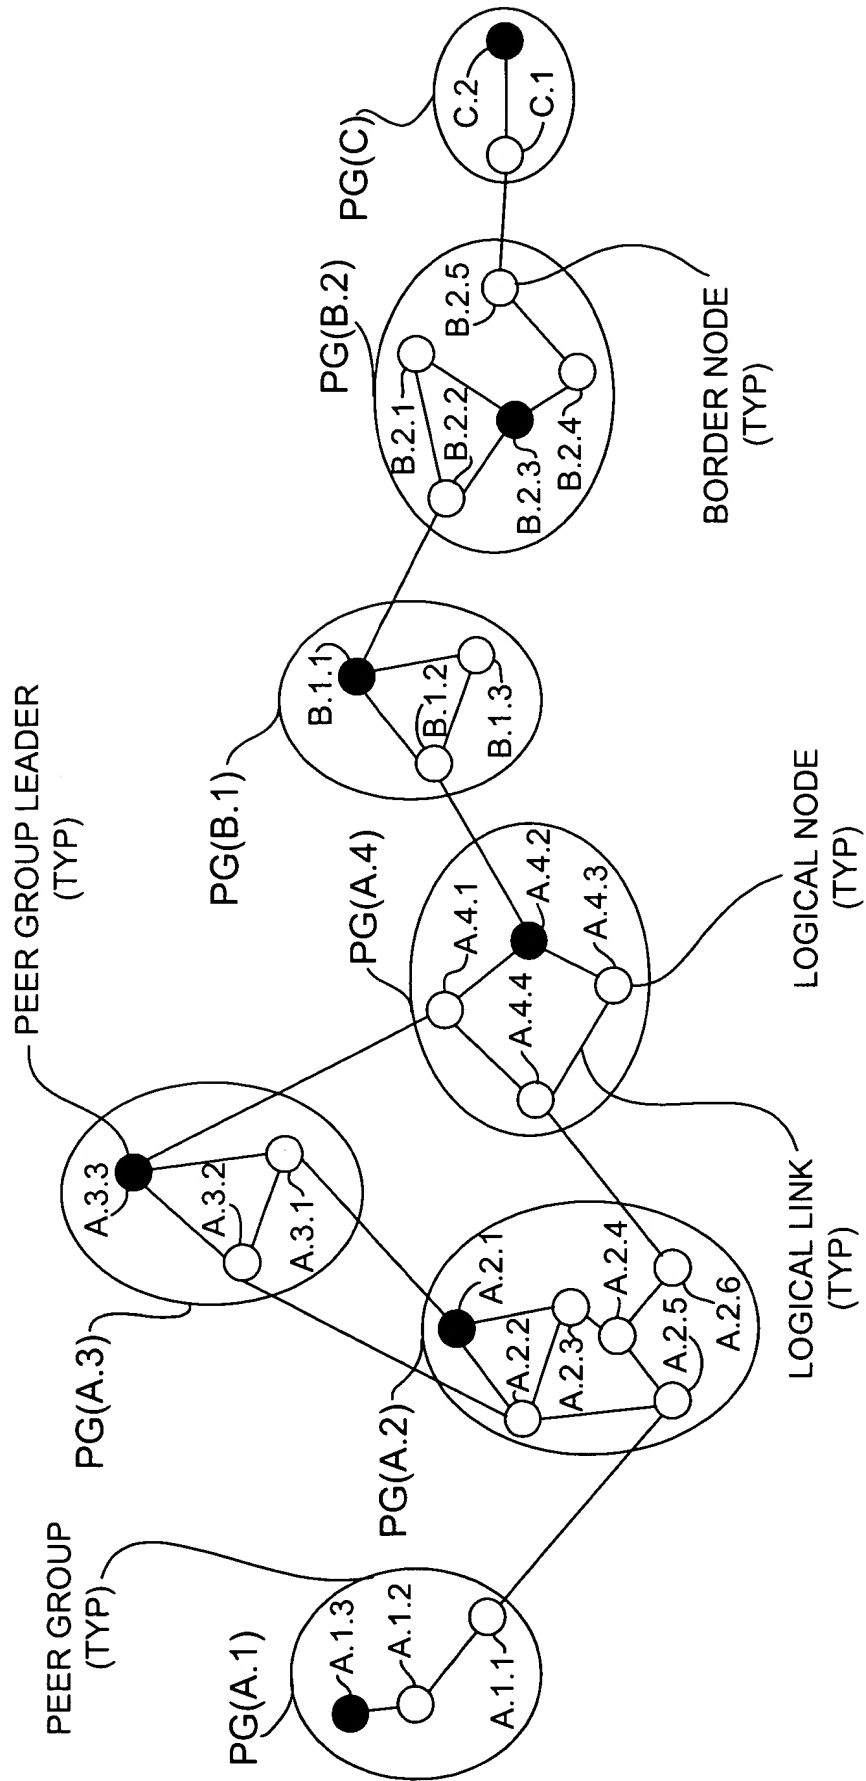 PEER GROUP
(TYP)
PG(A.1)
A.1.3
A.1.2
A.1.1
PEER GROUP LEADER
(TYP)
PG(A.3)
A.3.3
A.3.2
A.3.1
PG(A.2)
A.2.1
A.2.2
A.2.3
A.2.4
A.2.5
A.2.6
LOGICAL LINK
(TYP)
PG(A.4)
A.4.1
A.4.4
A.4.2
A.4.3
LOGICAL NODE
(TYP)
PG(B.1)
B.1.1
B.1.2
B.1.3
PG(B.2)
B.2.1
B.2.2
B.2.3
B.2.4
B.2.5
BORDER NODE
(TYP)
PG(C)
C.2
C.1